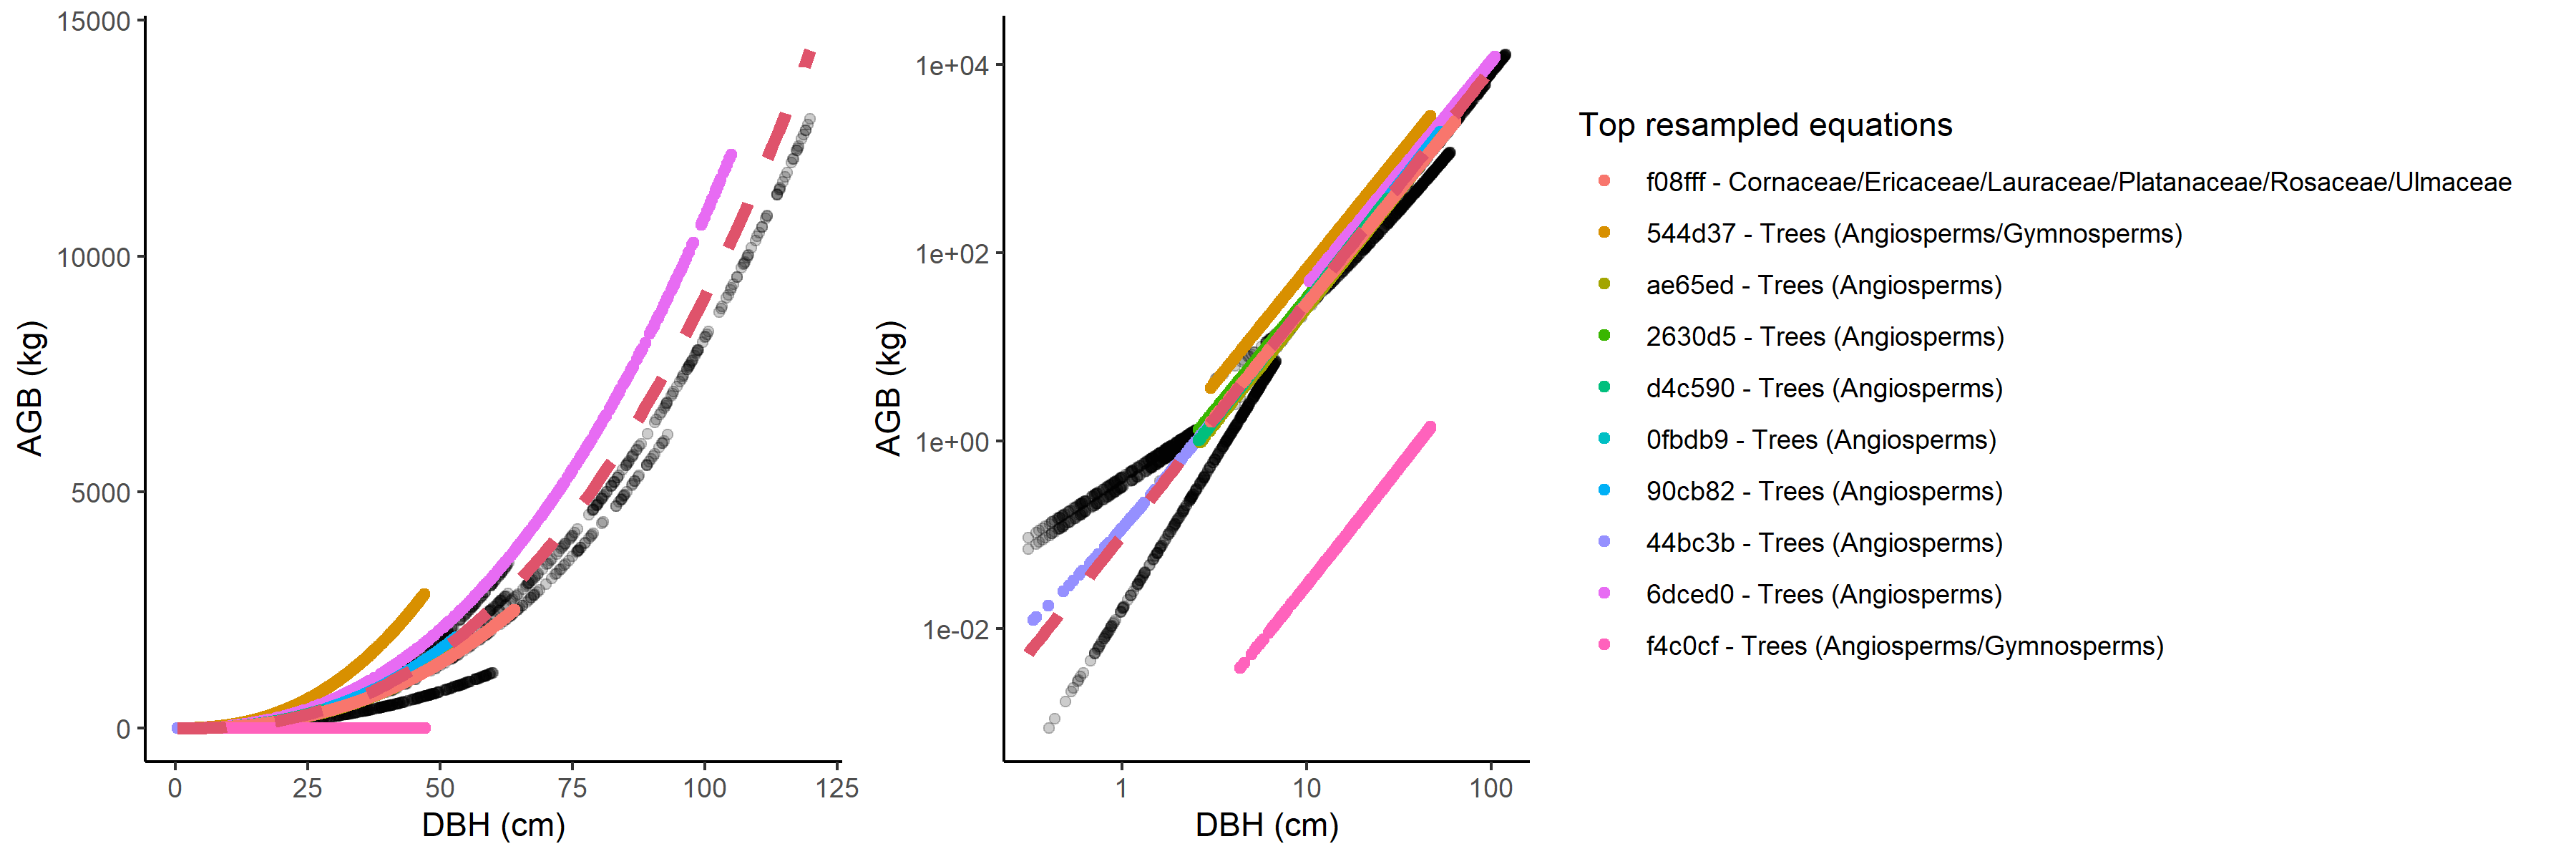 15000
10000
5000
0
AGB (kg)
0 25 50 75 100 125
DBH (cm)
1e+04
1e+02
1e+00
1e-02
AGB (kg)
1 10 100
DBH (cm)
Top resampled equations
f08fff - Cornaceae/Ericaceae/Lauraceae/Platanaceae/Rosaceae/Ulmaceae
544d37 - Trees (Angiosperms/Gymnosperms)
ae65ed - Trees (Angiosperms)
2630d5 - Trees (Angiosperms)
d4c590 - Trees (Angiosperms)
0fbdb9 - Trees (Angiosperms)
90cb82 - Trees (Angiosperms)
44bc3b - Trees (Angiosperms)
6dced0 - Trees (Angiosperms)
f4c0cf - Trees (Angiosperms/Gymnosperms)